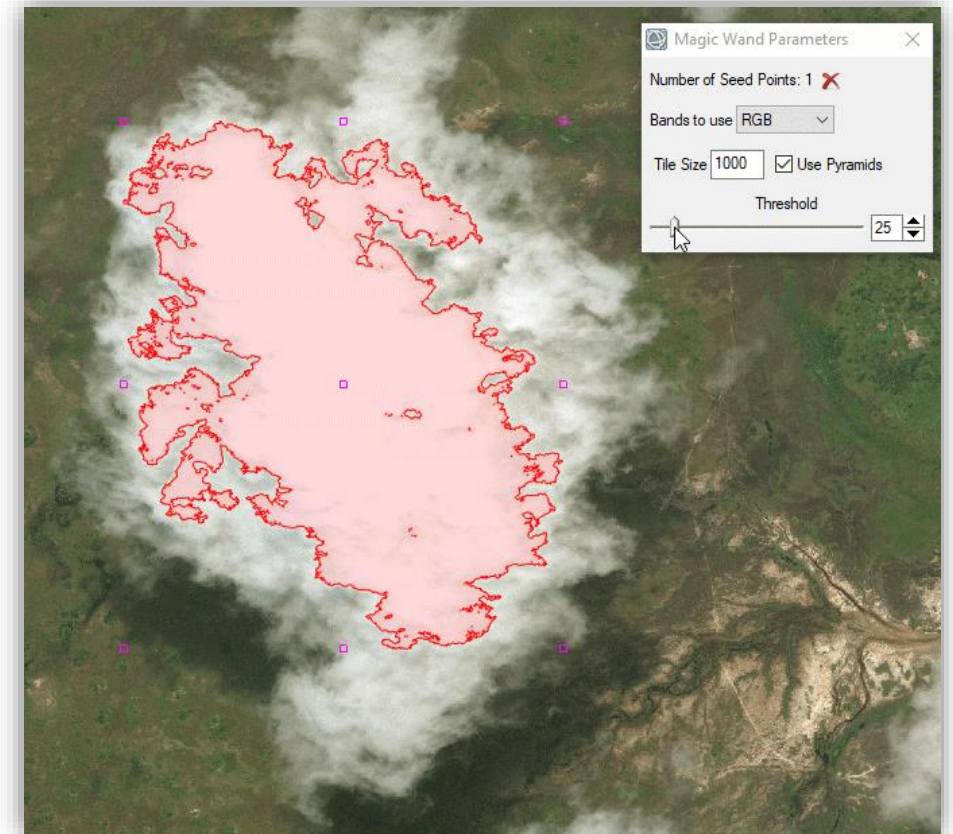 Magic Wand Parameters
Number of Seed Points: 1
Bands to use RGB
Tile Size 1000 Use Pyramids
Threshold
25